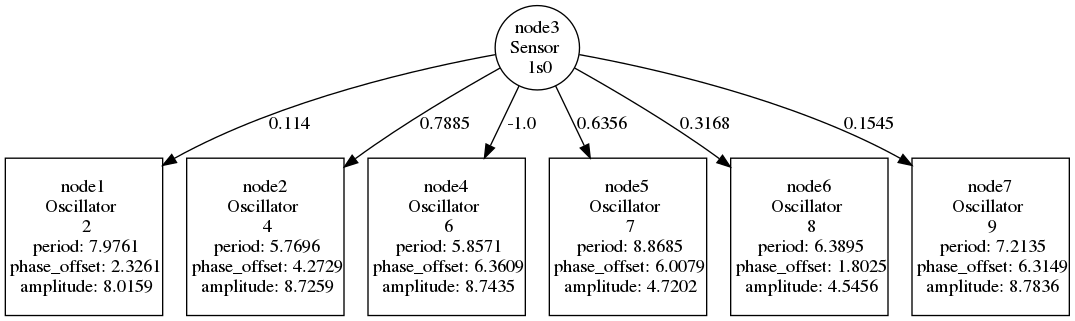 node3
Sensor
1s0
0.114
0.7885
-1.0
0.6356
0.3168
0.1545
node1
Oscillator
2
period: 7.9761
phase_offset: 2.3261
amplitude: 8.0159
node2
Oscillator
4
period: 5.7696
phase_offset: 4.2729
amplitude: 8.7259
node4
Oscillator
6
period: 5.8571
phase_offset: 6.3609
amplitude: 8.7435
node5
Oscillator
7
period: 8.8685
phase_offset: 6.0079
amplitude: 4.7202
node6
Oscillator
8
period: 6.3895
phase_offset: 1.8025
amplitude: 4.5456
node7
Oscillator
9
period: 7.2135
phase_offset: 6.3149
amplitude: 8.7836